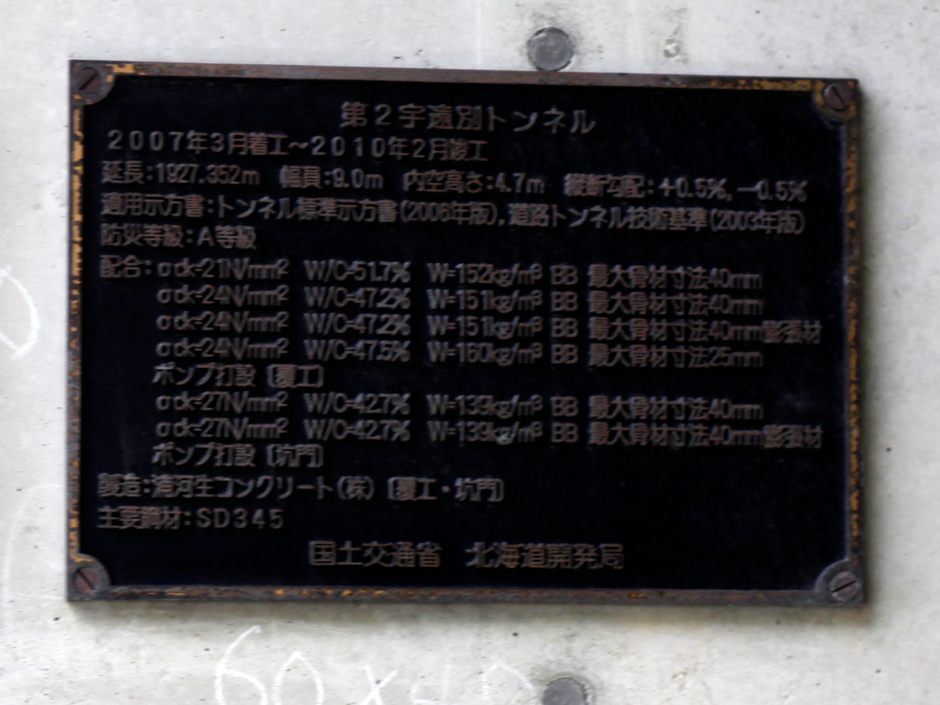 第2宇遠別トンネル
2007年3月着工～2010年2月竣工
延長：1927.352m 幅員：9.0m 内空高さ：4.7m 縦断勾配：+0.5%, -0.5%
適用示方書：トンネル標準示方書(2006年版), 道路トンネル技術基準(2003年版)
防災等級：A等級
配合：σck=21N/mm² W/C=51.7% W=152kg/m³ BB 最大骨材寸法40mm
σck=24N/mm² W/C=47.2% W=151kg/m³ BB 最大骨材寸法40mm
σck=24N/mm² W/C=47.2% W=151kg/m³ BB 最大骨材寸法40mm膨張材
σck=24N/mm² W/C=47.5% W=160kg/m³ BB 最大骨材寸法25mm
ポンプ打設〔覆工〕
σck=27N/mm² W/C=42.7% W=139kg/m³ BB 最大骨材寸法40mm
σck=27N/mm² W/C=42.7% W=139kg/m³ BB 最大骨材寸法40mm膨張材
ポンプ打設〔坑門〕
製造：浦河生コンクリート(株)〔覆工・坑門〕
主要鋼材：SD345
国土交通省 北海道開発局